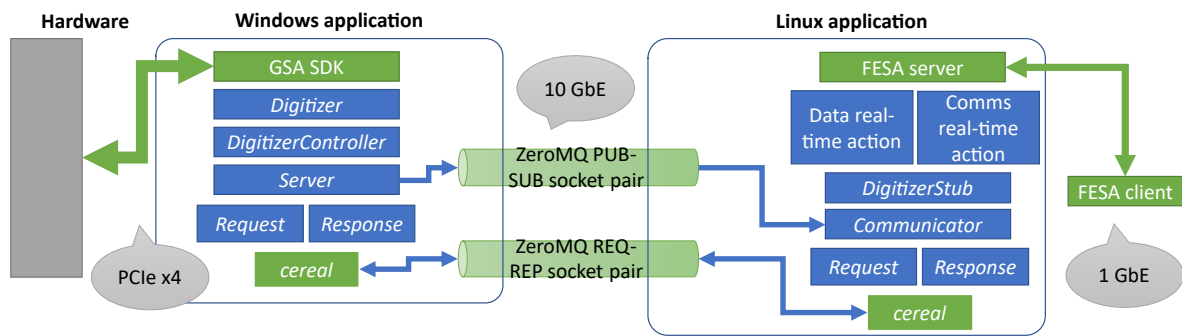 Hardware
Windows application
Linux application
GSA SDK
Digitizer
DigitizerController
Server
Request
Response
cereal
PCIe x4
10 GbE
ZeroMQ PUB-
SUB socket pair
ZeroMQ REQ-
REP socket pair
FESA server
Data real-
time action
Comms
real-time
action
DigitizerStub
Communicator
Request
Response
cereal
FESA client
1 GbE